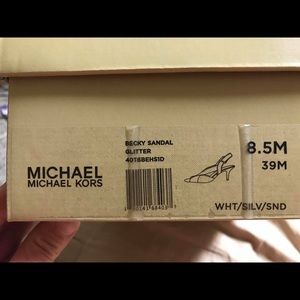 BECKY SANDAL
GLITTER
40T8BEHS1D
8.5M
39M
MICHAEL
MICHAEL KORS
WHT/SILV/SND